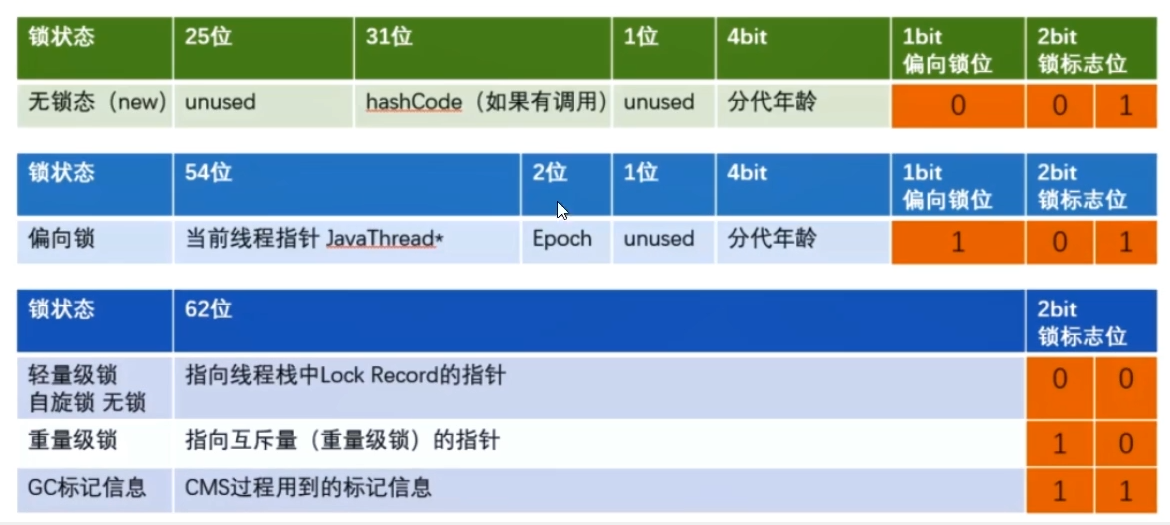 锁状态 25位 31位 1位 4bit 1bit 2bit
偏向锁位 锁标志位
无锁态（new） unused hashCode（如果有调用） unused 分代年龄 0 0 1
锁状态 54位 2位 1位 4bit 1bit 2bit
偏向锁位 锁标志位
偏向锁 当前线程指针 JavaThread* Epoch unused 分代年龄 1 0 1
锁状态 62位 2bit
锁标志位
轻量级锁 指向线程栈中Lock Record的指针 0 0
自旋锁 无锁
重量级锁 指向互斥量（重量级锁）的指针 1 0
GC标记信息 CMS过程用到的标记信息 1 1